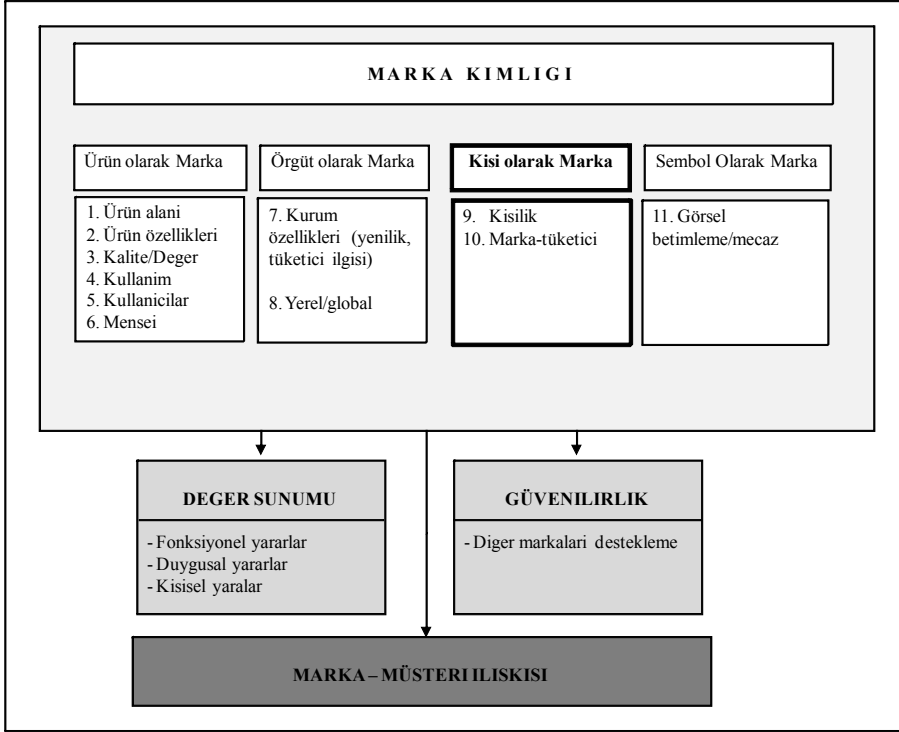 MARKA KIMLIGI
Ürün olarak Marka
1. Ürün alani
2. Ürün özellikleri
3. Kalite/Deger
4. Kullanim
5. Kullanicilar
6. Mensei
Örgüt olarak Marka
7. Kurum
özellikleri (yenilik,
tüketici ilgisi)
8. Yerel/global
Kisi olarak Marka
9. Kisilik
10. Marka-tüketici
Sembol Olarak Marka
11. Görsel
betimleme/mecaz
DEGER SUNUMU
- Fonksiyonel yararlar
- Duygusal yararlar
- Kisisel yaralar
GÜVENILIRLIK
- Diger markalari destekleme
MARKA – MÜSTERI ILISKISI